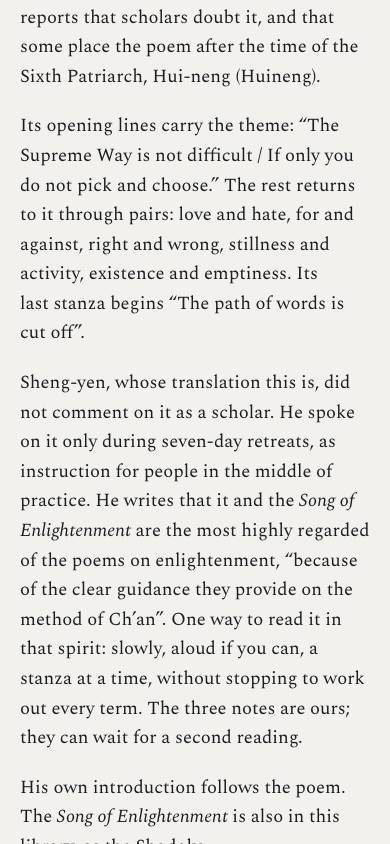 reports that scholars doubt it, and that
some place the poem after the time of the
Sixth Patriarch, Hui-neng (Huineng).
Its opening lines carry the theme: “The
Supreme Way is not difficult / If only you
do not pick and choose.” The rest returns
to it through pairs: love and hate, for and
against, right and wrong, stillness and
activity, existence and emptiness. Its
last stanza begins “The path of words is
cut off”.
Sheng-yen, whose translation this is, did
not comment on it as a scholar. He spoke
on it only during seven-day retreats, as
instruction for people in the middle of
practice. He writes that it and the Song of
Enlightenment are the most highly regarded
of the poems on enlightenment, “because
of the clear guidance they provide on the
method of Ch’an”. One way to read it in
that spirit: slowly, aloud if you can, a
stanza at a time, without stopping to work
out every term. The three notes are ours;
they can wait for a second reading.
His own introduction follows the poem.
The Song of Enlightenment is also in this
library as the